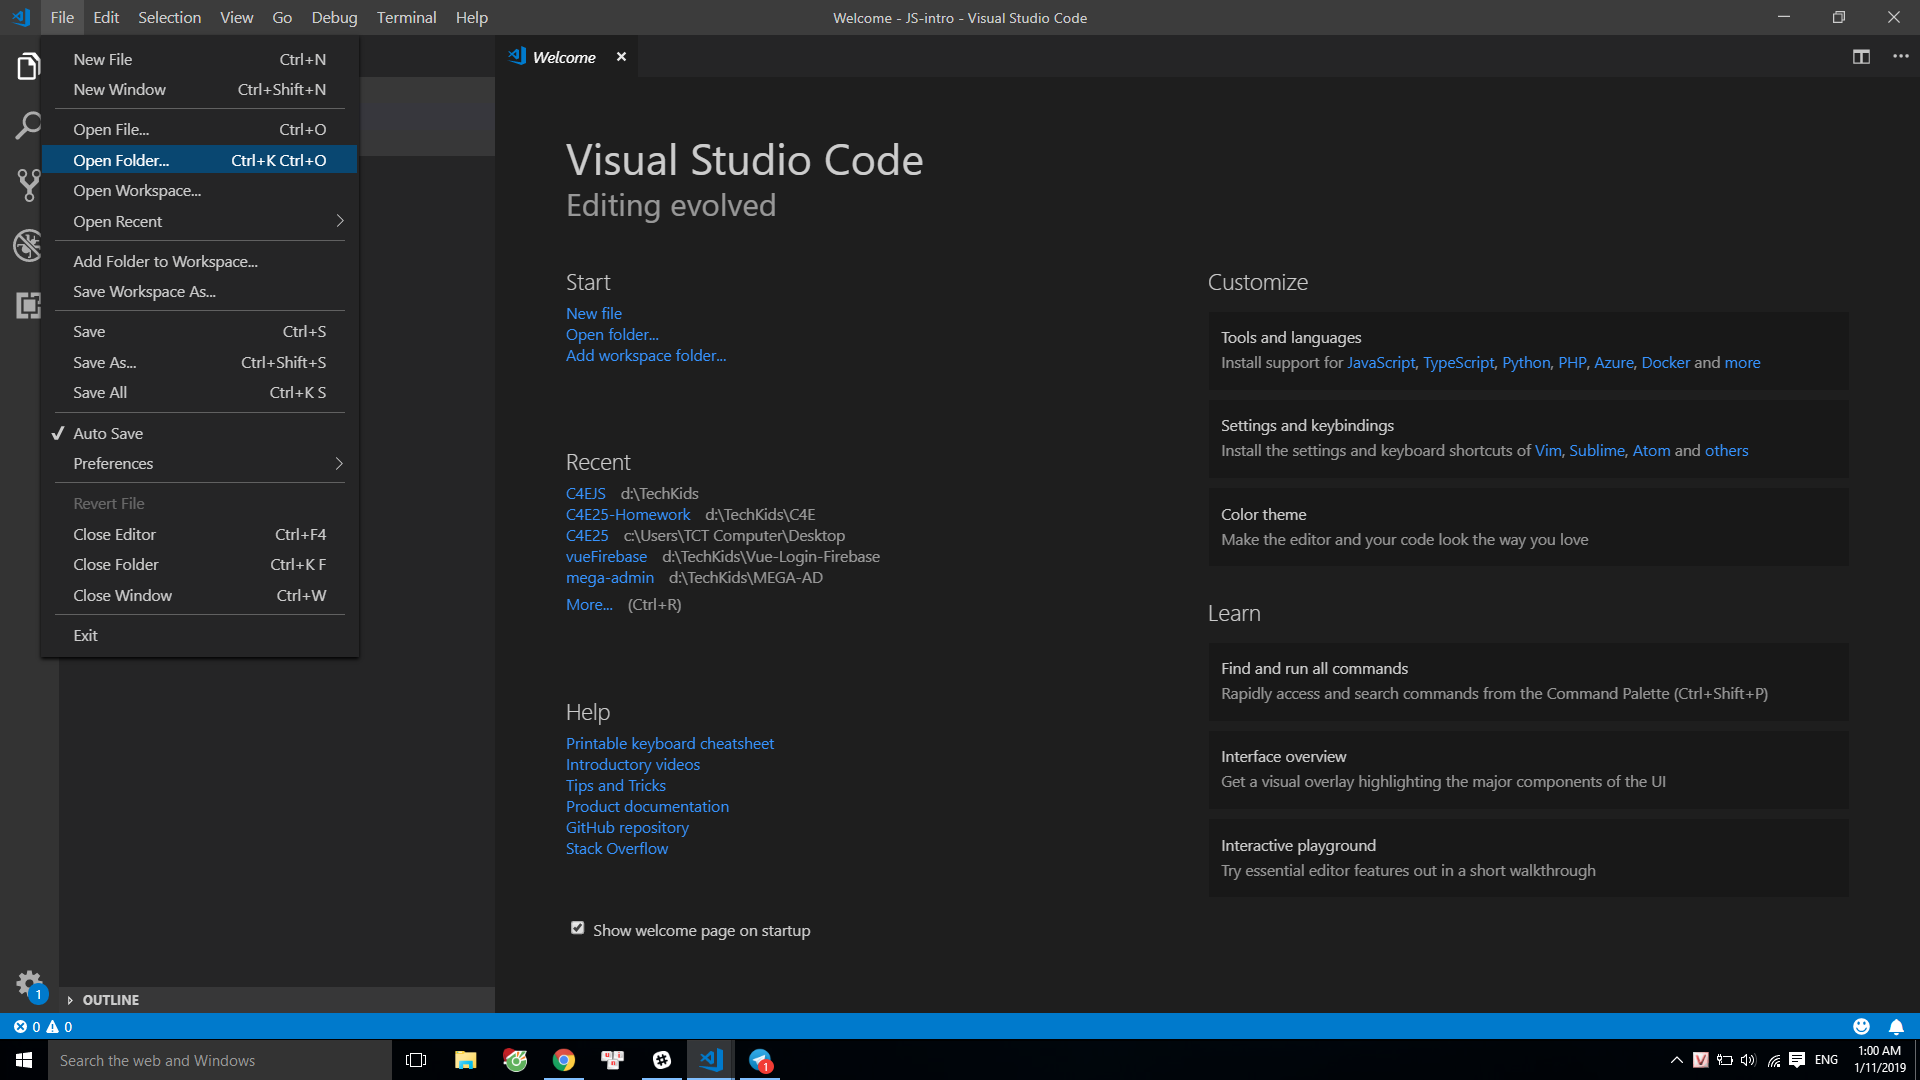 File Edit Selection View Go Debug Terminal Help
Welcome - JS-intro - Visual Studio Code
New File Ctrl+N
New Window Ctrl+Shift+N
Open File... Ctrl+O
Open Folder... Ctrl+K Ctrl+O
Open Workspace...
Open Recent
Add Folder to Workspace...
Save Workspace As...
Save Ctrl+S
Save As... Ctrl+Shift+S
Save All Ctrl+K S
Auto Save
Preferences
Revert File
Close Editor Ctrl+F4
Close Folder Ctrl+K F
Close Window Ctrl+W
Exit
OUTLINE
Welcome
Visual Studio Code
Editing evolved
Start
New file
Open folder...
Add workspace folder...
Recent
C4EJS d:\TechKids
C4E25-Homework d:\TechKids\C4E
C4E25 c:\Users\TCT Computer\Desktop
vueFirebase d:\TechKids\Vue-Login-Firebase
mega-admin d:\TechKids\MEGA-AD
More... (Ctrl+R)
Help
Printable keyboard cheatsheet
Introductory videos
Tips and Tricks
Product documentation
GitHub repository
Stack Overflow
Show welcome page on startup
Customize
Tools and languages
Install support for JavaScript, TypeScript, Python, PHP, Azure, Docker and more
Settings and keybindings
Install the settings and keyboard shortcuts of Vim, Sublime, Atom and others
Color theme
Make the editor and your code look the way you love
Learn
Find and run all commands
Rapidly access and search commands from the Command Palette (Ctrl+Shift+P)
Interface overview
Get a visual overlay highlighting the major components of the UI
Interactive playground
Try essential editor features out in a short walkthrough
1
0 0
Search the web and Windows
1
V
ENG
1:00 AM
1/11/2019